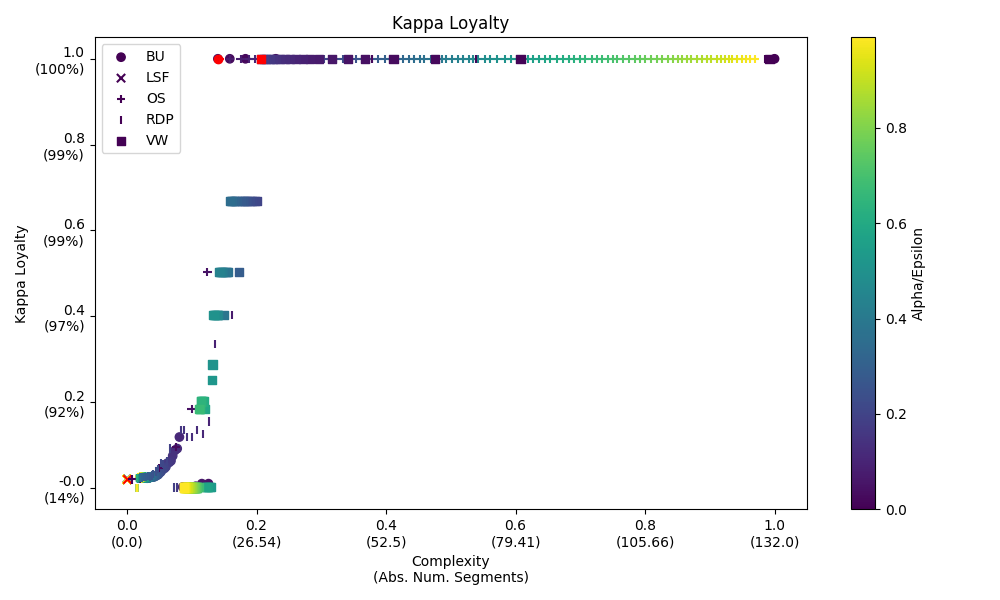 Kappa Loyalty
BU
LSF
OS
RDP
VW
1.0
(100%)
0.8
(99%)
0.6
(99%)
0.4
(97%)
0.2
(92%)
-0.0
(14%)
Kappa Loyalty
0.0
(0.0)
0.2
(26.54)
0.4
(52.5)
0.6
(79.41)
0.8
(105.66)
1.0
(132.0)
Complexity
(Abs. Num. Segments)
0.8
0.6
0.4
0.2
0.0
Alpha/Epsilon